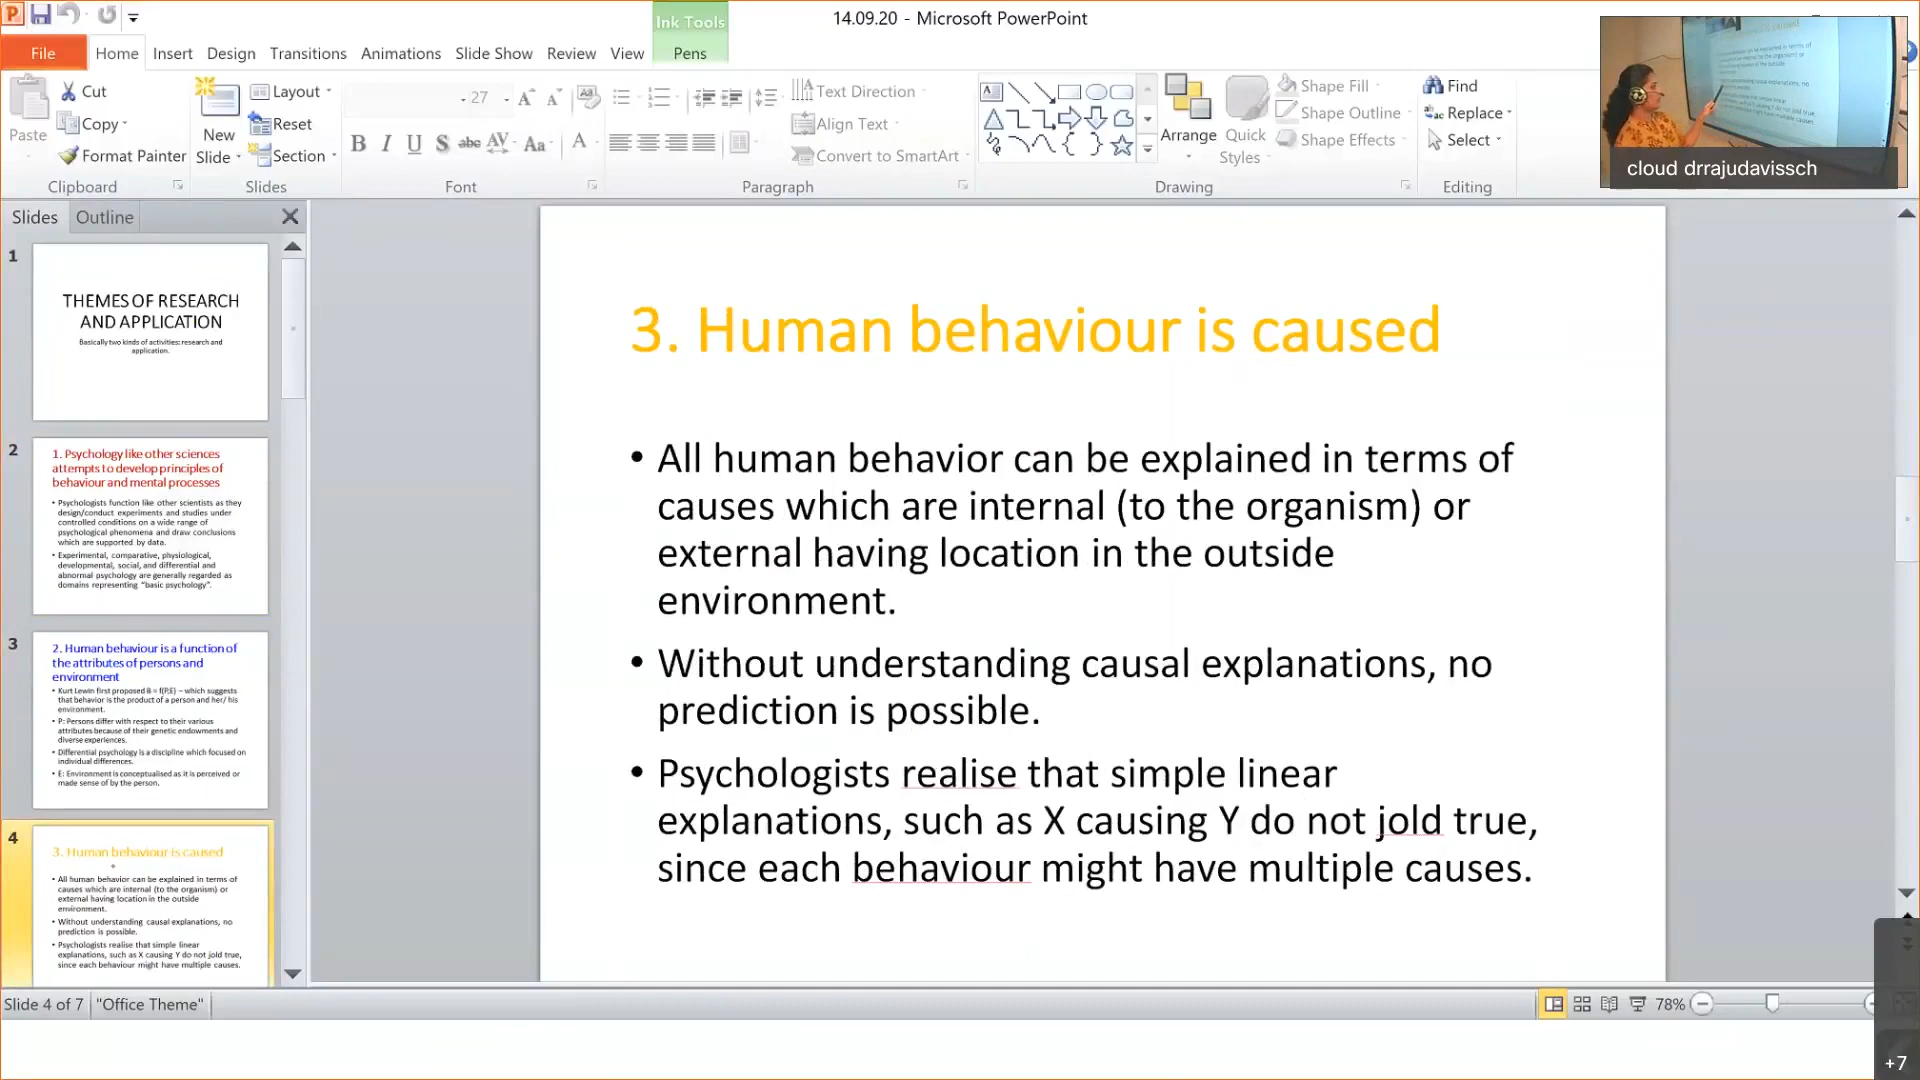 14.09.20 - Microsoft PowerPoint
Ink Tools
File Home Insert Design Transitions Animations Slide Show Review View Pens
Paste
Cut
Copy
Format Painter
Clipboard
New
Slide
Layout
Reset
Section
Slides
27
B I U S abc AV Aa A
Font
Text Direction
Align Text
Convert to SmartArt
Paragraph
Arrange
Quick
Styles
Shape Fill
Shape Outline
Shape Effects
Drawing
Find
Replace
Select
Editing
cloud drrajudavissch
Slides Outline
1
THEMES OF RESEARCH
AND APPLICATION
Basically two kinds of activities: research and
application.
2
1. Psychology like other sciences
attempts to develop principles of
behaviour and mental processes
• Psychologists function like other scientists as they
design/conduct experiments and studies under
controlled conditions on a wide range of
psychological phenomena and draw conclusions
which are supported by data.
• Experimental, comparative, physiological,
developmental, social, and differential and
abnormal psychology are generally regarded as
domains representing "basic psychology".
3
2. Human behaviour is a function of
the attributes of persons and
environment
• Kurt Lewin first proposed B = f(P,E) – which suggests
that behavior is the product of a person and her/ his
environment.
• P: Persons differ with respect to their various
attributes because of their genetic endowments and
diverse experiences.
• Differential psychology is a discipline which focused on
individual differences.
• E: Environment is conceptualised as it is perceived or
made sense of by the person.
4
3. Human behaviour is caused
• All human behavior can be explained in terms of
causes which are internal (to the organism) or
external having location in the outside
environment.
• Without understanding causal explanations, no
prediction is possible.
• Psychologists realise that simple linear
explanations, such as X causing Y do not jold true,
since each behaviour might have multiple causes.
3. Human behaviour is caused
• All human behavior can be explained in terms of
causes which are internal (to the organism) or
external having location in the outside
environment.
• Without understanding causal explanations, no
prediction is possible.
• Psychologists realise that simple linear
explanations, such as X causing Y do not jold true,
since each behaviour might have multiple causes.
Slide 4 of 7 "Office Theme"
78%
+7